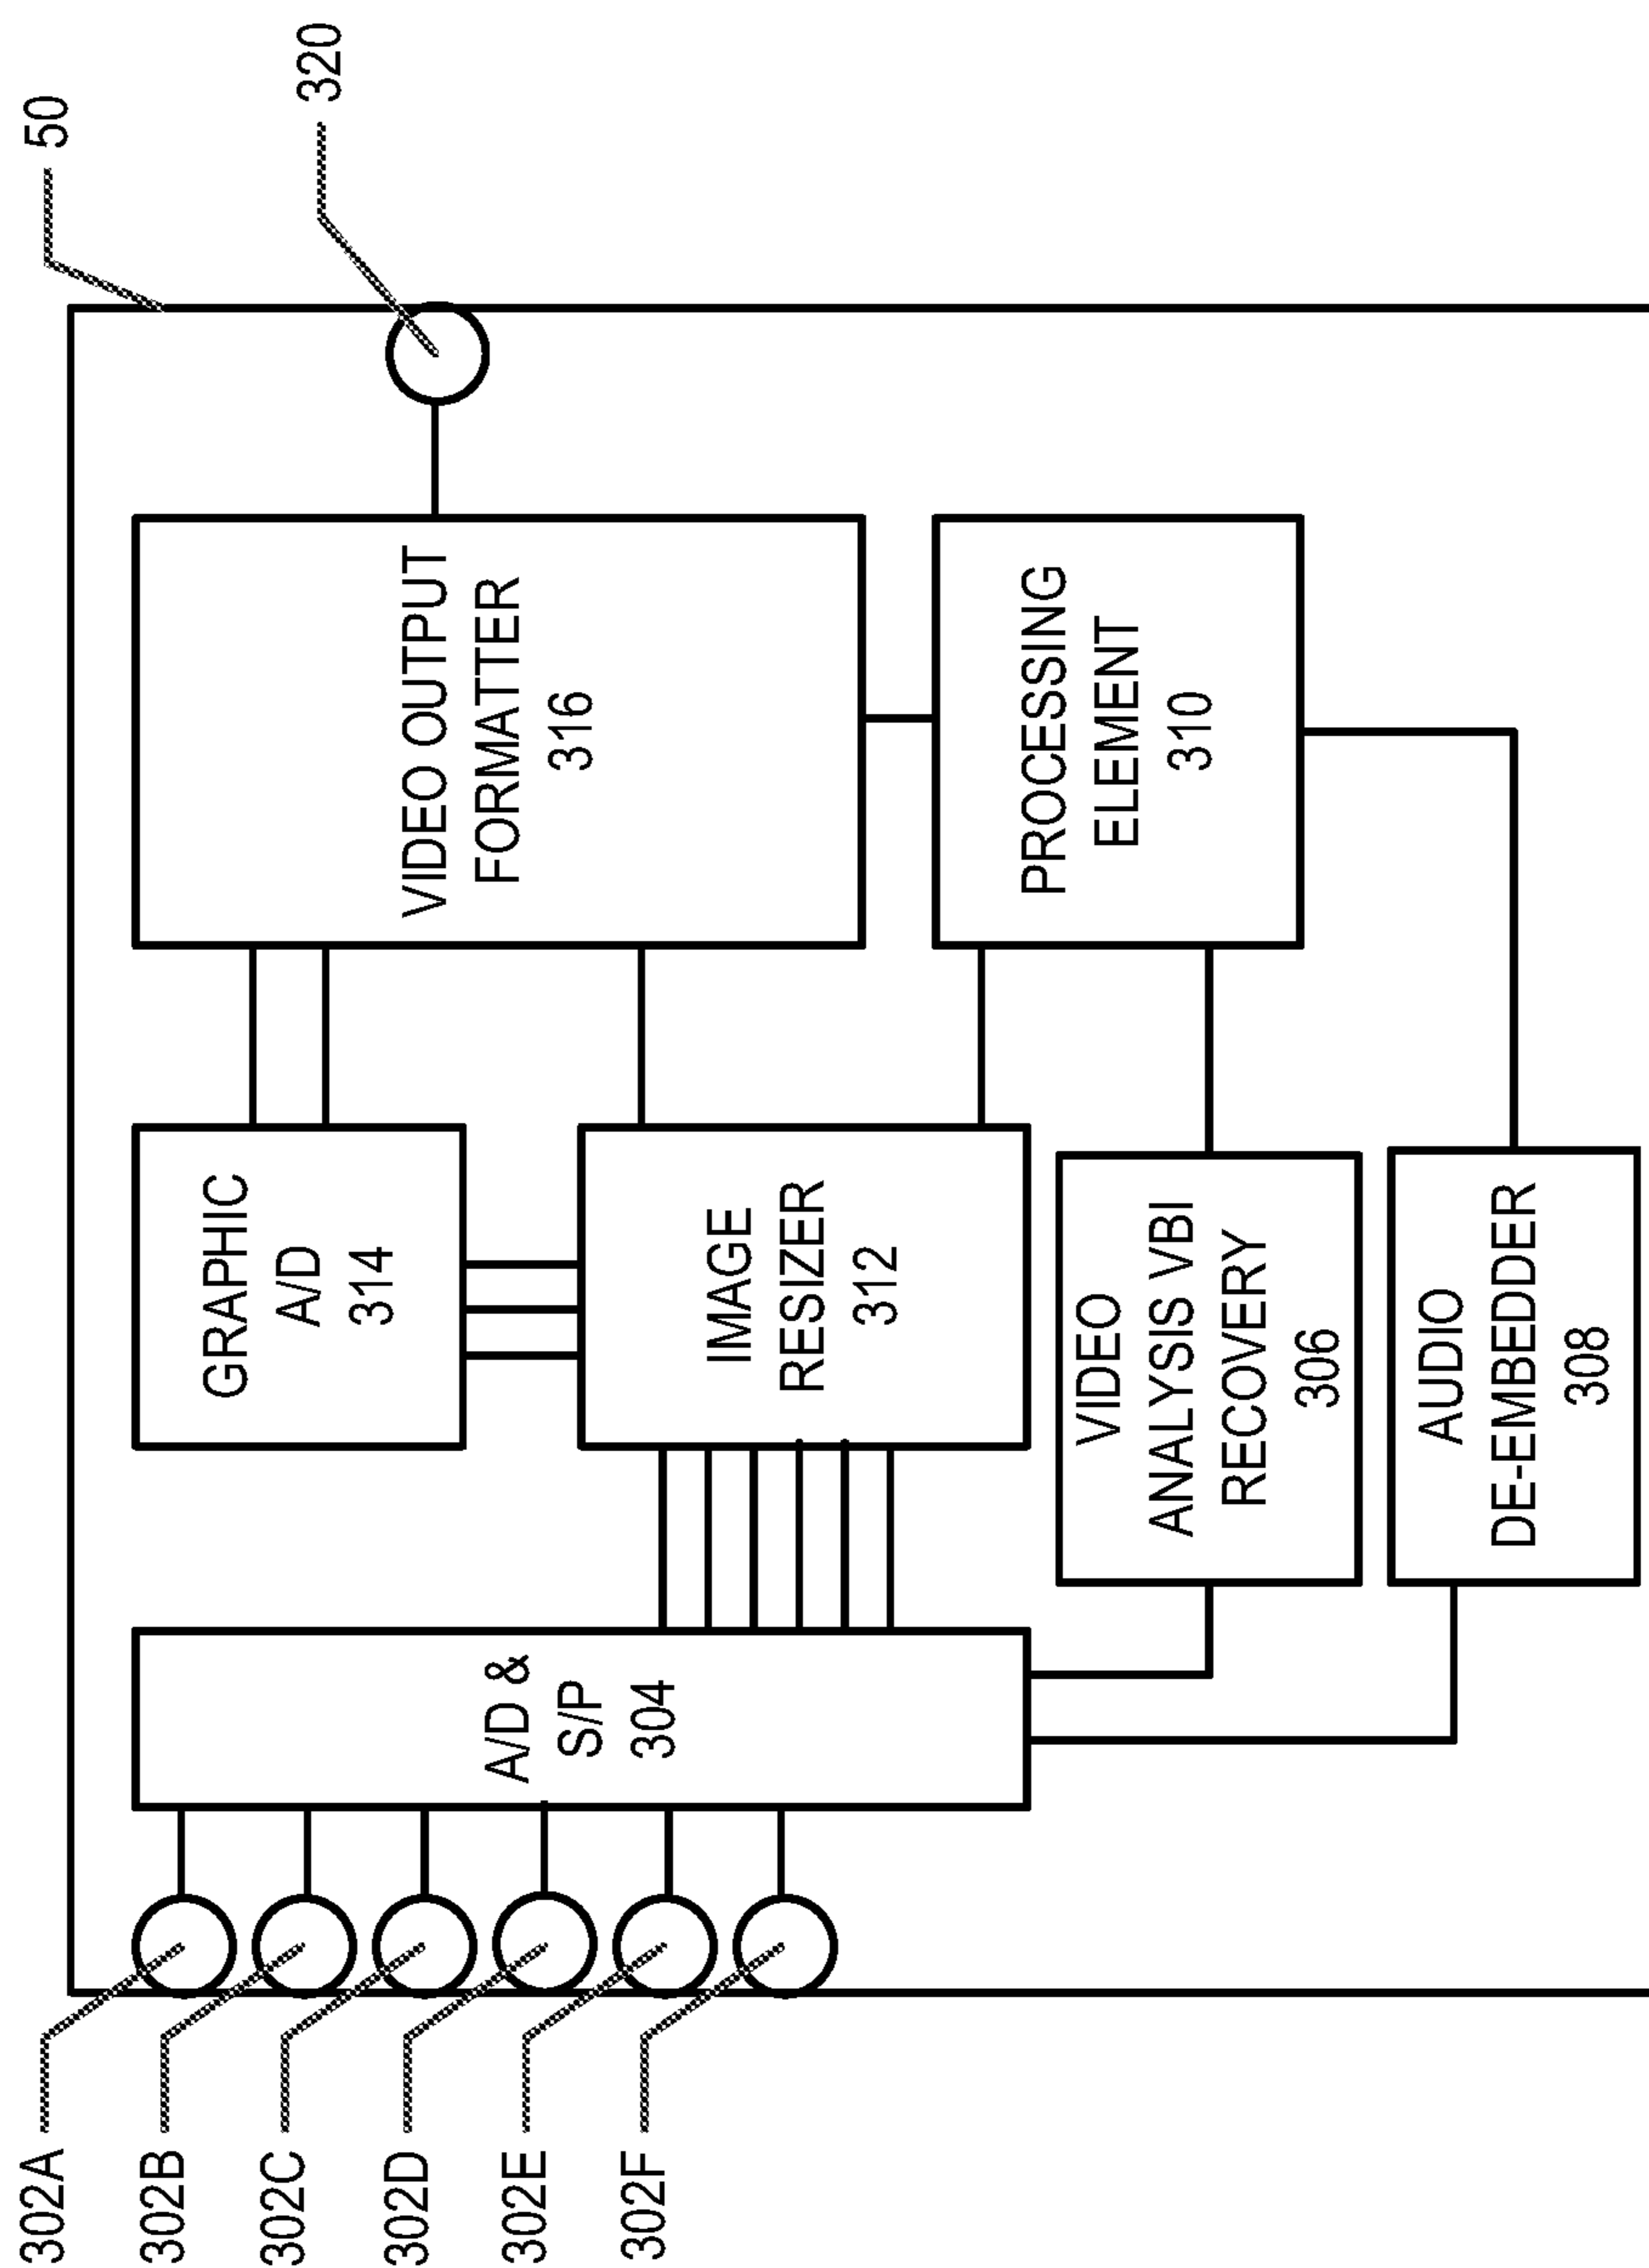 50
320
302A
302B
302C
302D
302E
302F
A/D &
S/P
304
GRAPHIC
A/D
314
IMAGE
RESIZER
312
VIDEO
ANALYSIS VBI
RECOVERY
306
AUDIO
DE-EMBEDDER
308
VIDEO OUTPUT
FORMATTER
316
PROCESSING
ELEMENT
310